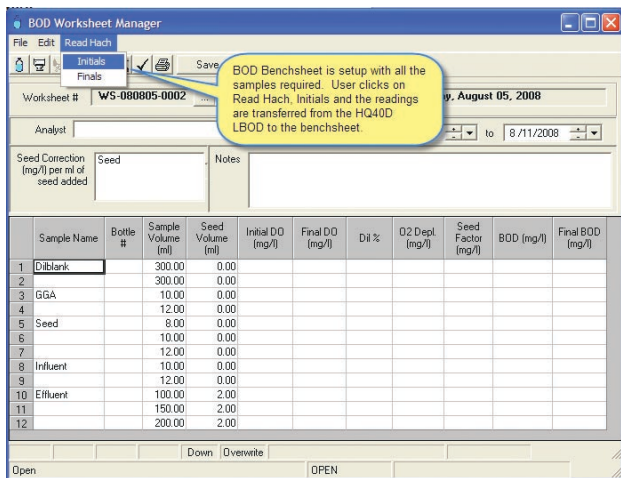 BOD Worksheet Manager
File Edit Read Hach
Initials
Finals
Save
BOD Benchsheet is setup with all the
samples required. User clicks on
Read Hach, Initials and the readings
are transferred from the HQ40D
LBOD to the benchsheet.
Worksheet # WS-080805-0002 ... y, August 05, 2008
Analyst to 8/11/2008
Seed Correction
(mg/l) per ml of
seed added
Seed
Notes
Sample Name Bottle # Sample Volume (ml) Seed Volume (ml) Initial DO (mg/l) Final DO (mg/l) Dil % O2 Depl. (mg/l) Seed Factor (mg/l) BOD (mg/l) Final BOD (mg/l)
1 Dilblank 300.00 0.00
2 300.00 0.00
3 GGA 10.00 0.00
4 12.00 0.00
5 Seed 8.00 0.00
6 10.00 0.00
7 12.00 0.00
8 Influent 10.00 0.00
9 12.00 0.00
10 Effluent 100.00 2.00
11 150.00 2.00
12 200.00 2.00
Down Overwrite
Open OPEN